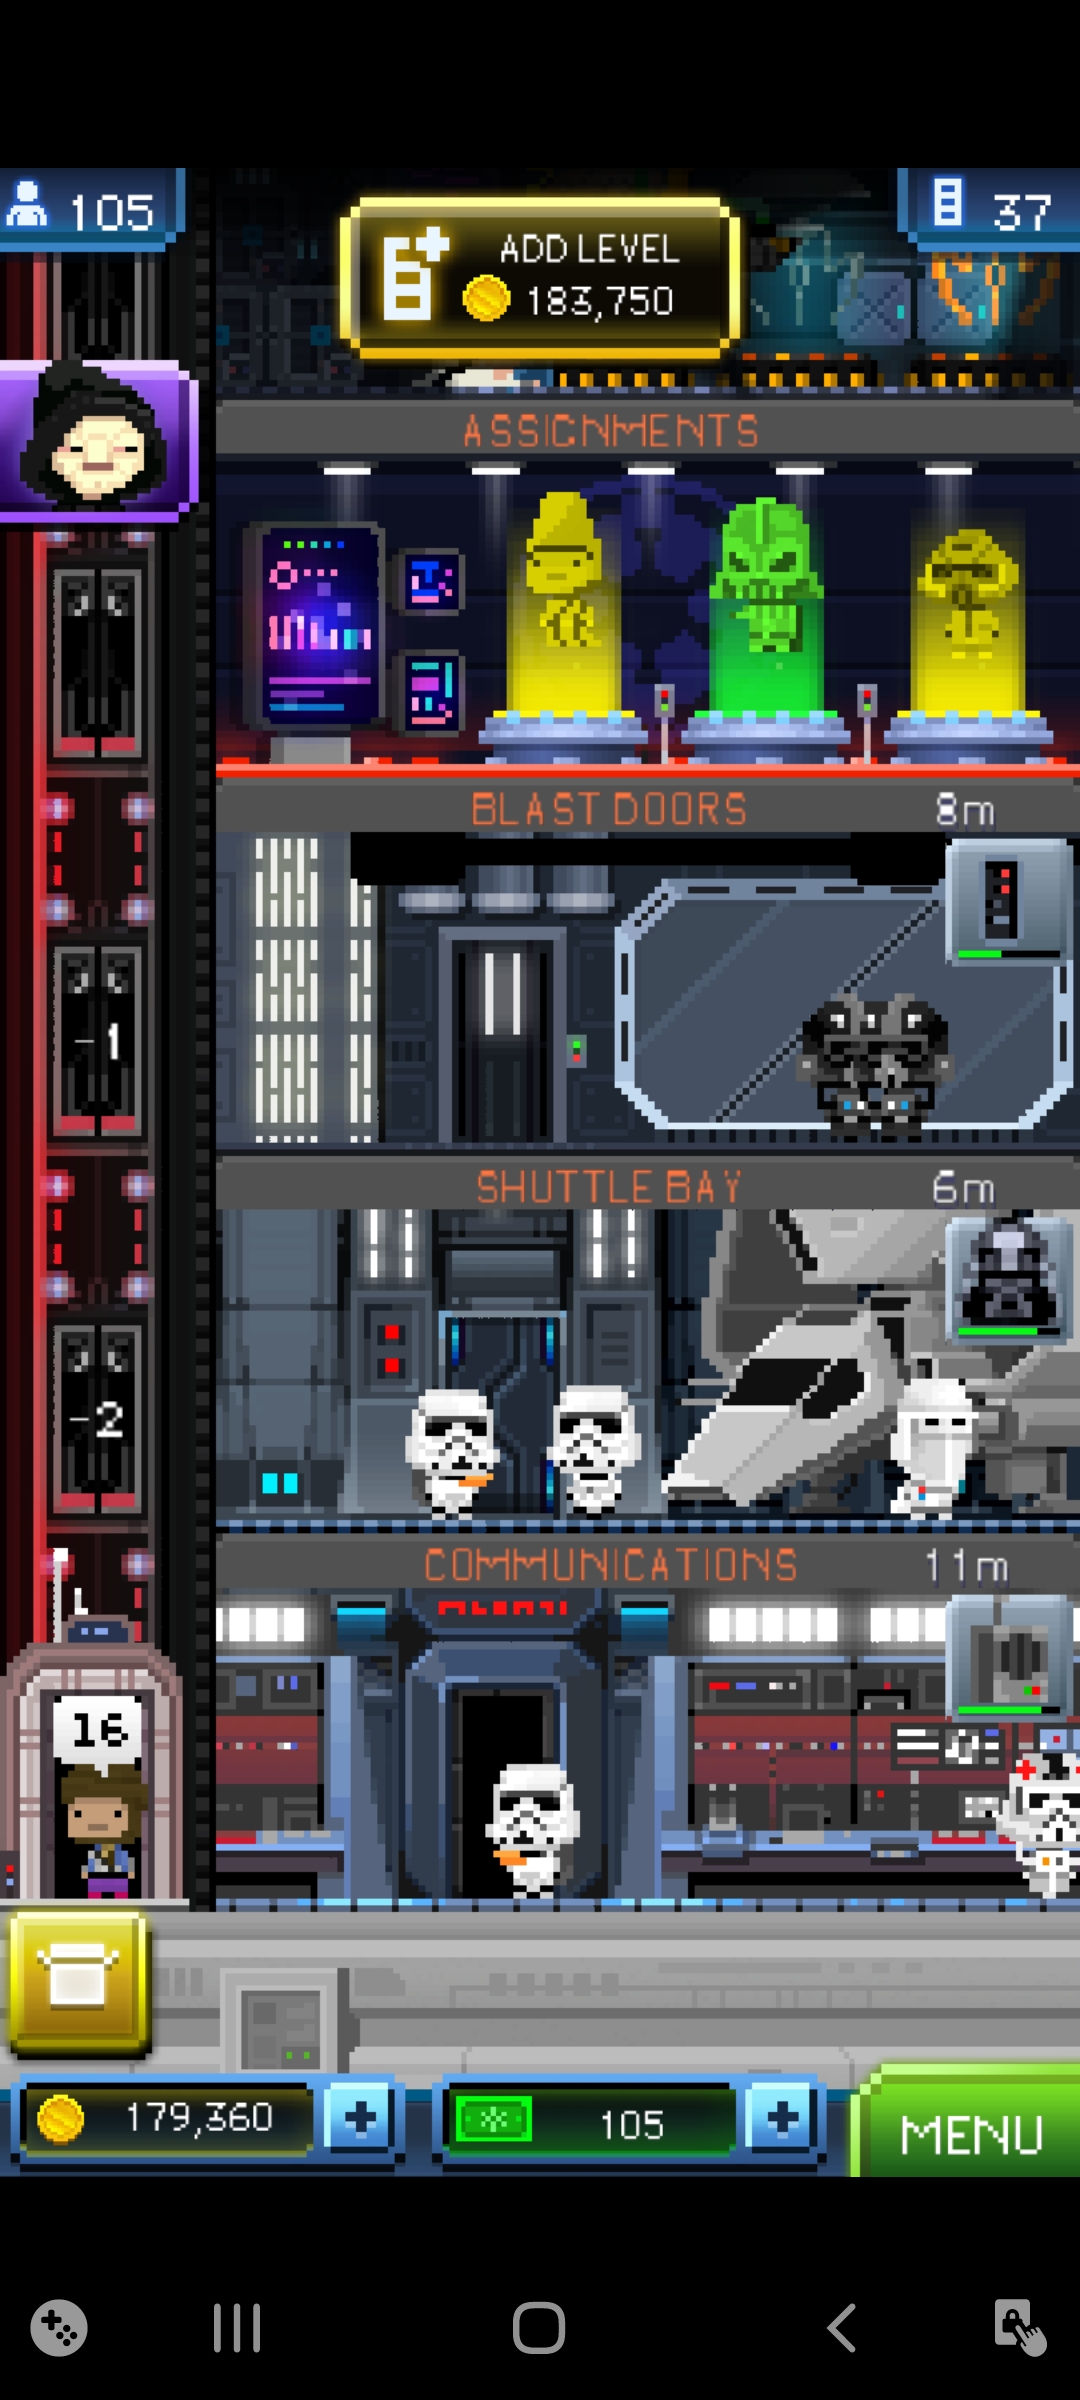 105
ADD LEVEL
183,750
37
ASSIGNMENTS
BLAST DOORS 8m
-1
SHUTTLE BAY 6m
-2
COMMUNICATIONS 11m
16
179,360
105
MENU